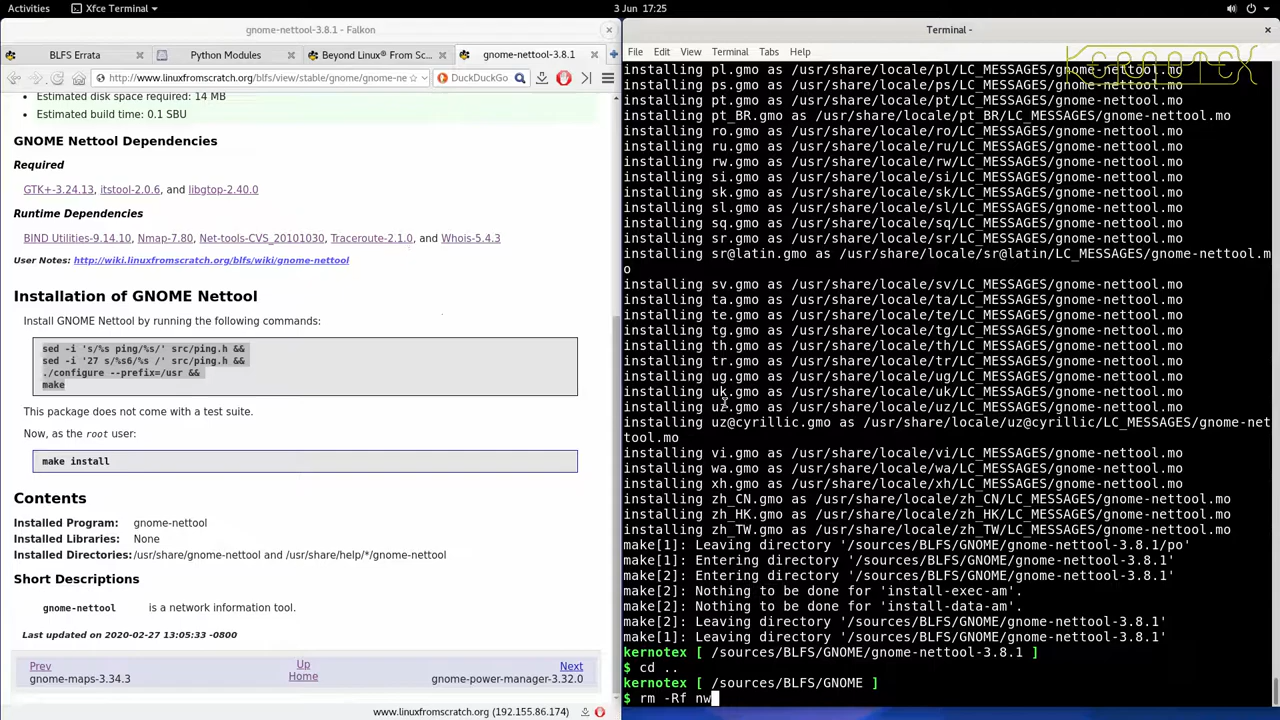 Activities
Xfce Terminal
3 Jun 17:25
gnome-nettool-3.8.1 - Falkon
BLFS Errata
Python Modules
Beyond Linux® From Sc
gnome-nettool-3.8.1
http://www.linuxfromscratch.org/blfs/view/stable/gnome/gnome-ne
DuckDuckGo
Estimated disk space required: 14 MB
Estimated build time: 0.1 SBU
GNOME Nettool Dependencies
Required
GTK+-3.24.13, itstool-2.0.6, and libgtop-2.40.0
Runtime Dependencies
BIND Utilities-9.14.10, Nmap-7.80, Net-tools-CVS_20101030, Traceroute-2.1.0, and Whois-5.4.3
User Notes: http://wiki.linuxfromscratch.org/blfs/wiki/gnome-nettool
Installation of GNOME Nettool
Install GNOME Nettool by running the following commands:
sed -i 's/%s ping/%s/' src/ping.h &&
sed -i '27 s/%s6/%s /' src/ping.h &&
./configure --prefix=/usr &&
make
This package does not come with a test suite.
Now, as the root user:
make install
Contents
Installed Program: gnome-nettool
Installed Libraries: None
Installed Directories: /usr/share/gnome-nettool and /usr/share/help/*/gnome-nettool
Short Descriptions
gnome-nettool is a network information tool.
Last updated on 2020-02-27 13:05:33 -0800
Prev
Up
Next
gnome-maps-3.34.3
Home
gnome-power-manager-3.32.0
www.linuxfromscratch.org (192.155.86.174)
Terminal -
File Edit View Terminal Tabs Help
KERNOTEX
installing pl.gmo as /usr/share/locale/pl/LC_MESSAGES/gnome-nettool.mo
installing ps.gmo as /usr/share/locale/ps/LC_MESSAGES/gnome-nettool.mo
installing pt.gmo as /usr/share/locale/pt/LC_MESSAGES/gnome-nettool.mo
installing pt_BR.gmo as /usr/share/locale/pt_BR/LC_MESSAGES/gnome-nettool.mo
installing ro.gmo as /usr/share/locale/ro/LC_MESSAGES/gnome-nettool.mo
installing ru.gmo as /usr/share/locale/ru/LC_MESSAGES/gnome-nettool.mo
installing rw.gmo as /usr/share/locale/rw/LC_MESSAGES/gnome-nettool.mo
installing si.gmo as /usr/share/locale/si/LC_MESSAGES/gnome-nettool.mo
installing sk.gmo as /usr/share/locale/sk/LC_MESSAGES/gnome-nettool.mo
installing sl.gmo as /usr/share/locale/sl/LC_MESSAGES/gnome-nettool.mo
installing sq.gmo as /usr/share/locale/sq/LC_MESSAGES/gnome-nettool.mo
installing sr.gmo as /usr/share/locale/sr/LC_MESSAGES/gnome-nettool.mo
installing sr@latin.gmo as /usr/share/locale/sr@latin/LC_MESSAGES/gnome-nettool.m
o
installing sv.gmo as /usr/share/locale/sv/LC_MESSAGES/gnome-nettool.mo
installing ta.gmo as /usr/share/locale/ta/LC_MESSAGES/gnome-nettool.mo
installing te.gmo as /usr/share/locale/te/LC_MESSAGES/gnome-nettool.mo
installing tg.gmo as /usr/share/locale/tg/LC_MESSAGES/gnome-nettool.mo
installing th.gmo as /usr/share/locale/th/LC_MESSAGES/gnome-nettool.mo
installing tr.gmo as /usr/share/locale/tr/LC_MESSAGES/gnome-nettool.mo
installing ug.gmo as /usr/share/locale/ug/LC_MESSAGES/gnome-nettool.mo
installing uk.gmo as /usr/share/locale/uk/LC_MESSAGES/gnome-nettool.mo
installing uz.gmo as /usr/share/locale/uz/LC_MESSAGES/gnome-nettool.mo
installing uz@cyrillic.gmo as /usr/share/locale/uz@cyrillic/LC_MESSAGES/gnome-net
tool.mo
installing vi.gmo as /usr/share/locale/vi/LC_MESSAGES/gnome-nettool.mo
installing wa.gmo as /usr/share/locale/wa/LC_MESSAGES/gnome-nettool.mo
installing xh.gmo as /usr/share/locale/xh/LC_MESSAGES/gnome-nettool.mo
installing zh_CN.gmo as /usr/share/locale/zh_CN/LC_MESSAGES/gnome-nettool.mo
installing zh_HK.gmo as /usr/share/locale/zh_HK/LC_MESSAGES/gnome-nettool.mo
installing zh_TW.gmo as /usr/share/locale/zh_TW/LC_MESSAGES/gnome-nettool.mo
make[1]: Leaving directory '/sources/BLFS/GNOME/gnome-nettool-3.8.1/po'
make[1]: Entering directory '/sources/BLFS/GNOME/gnome-nettool-3.8.1'
make[2]: Entering directory '/sources/BLFS/GNOME/gnome-nettool-3.8.1'
make[2]: Nothing to be done for 'install-exec-am'.
make[2]: Nothing to be done for 'install-data-am'.
make[2]: Leaving directory '/sources/BLFS/GNOME/gnome-nettool-3.8.1'
make[1]: Leaving directory '/sources/BLFS/GNOME/gnome-nettool-3.8.1'
kernotex [ /sources/BLFS/GNOME/gnome-nettool-3.8.1 ]
$ cd ..
kernotex [ /sources/BLFS/GNOME ]
$ rm -Rf nw